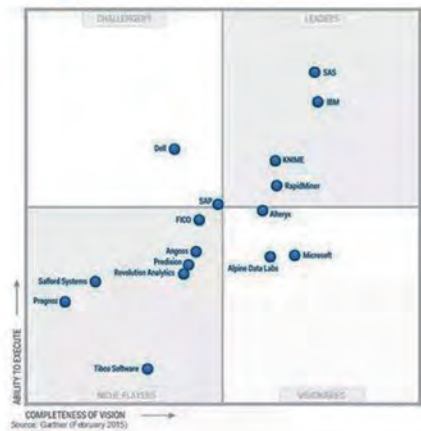 CHALLENGERS
LEADERS
SAS
IBM
Dell
KNIME
RapidMiner
SAP
Alteryx
FICO
Angoss
Predixion
Revolution Analytics
Alpine Data Labs
Microsoft
Salford Systems
Prognoz
Tibco Software
ABILITY TO EXECUTE
NICHE PLAYERS
VISIONARIES
COMPLETENESS OF VISION
Source: Gartner (February 2015)